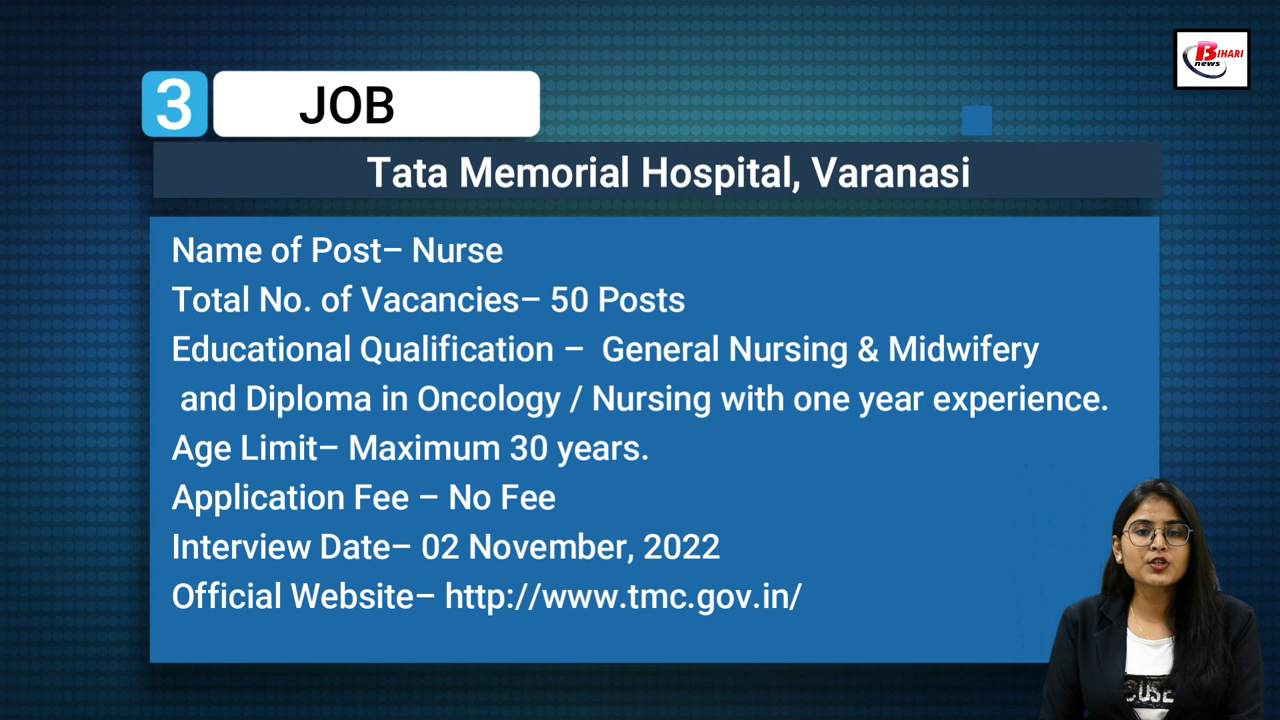 BIHARI
news
3 JOB
Tata Memorial Hospital, Varanasi
Name of Post– Nurse
Total No. of Vacancies– 50 Posts
Educational Qualification –  General Nursing & Midwifery
and Diploma in Oncology / Nursing with one year experience.
Age Limit– Maximum 30 years.
Application Fee – No Fee
Interview Date– 02 November, 2022
Official Website– http://www.tmc.gov.in/